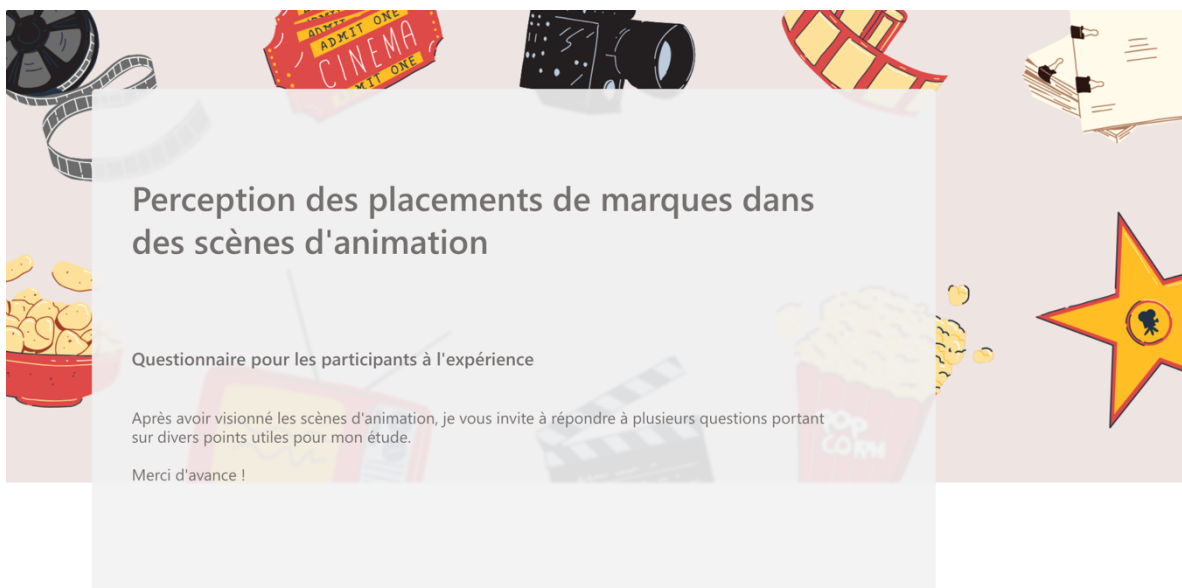 ADMIT ONE
CINEMA
ADMIT ONE
Perception des placements de marques dans
des scènes d'animation
Questionnaire pour les participants à l'expérience
Après avoir visionné les scènes d'animation, je vous invite à répondre à plusieurs questions portant
sur divers points utiles pour mon étude.
Merci d'avance !
POP
CORN